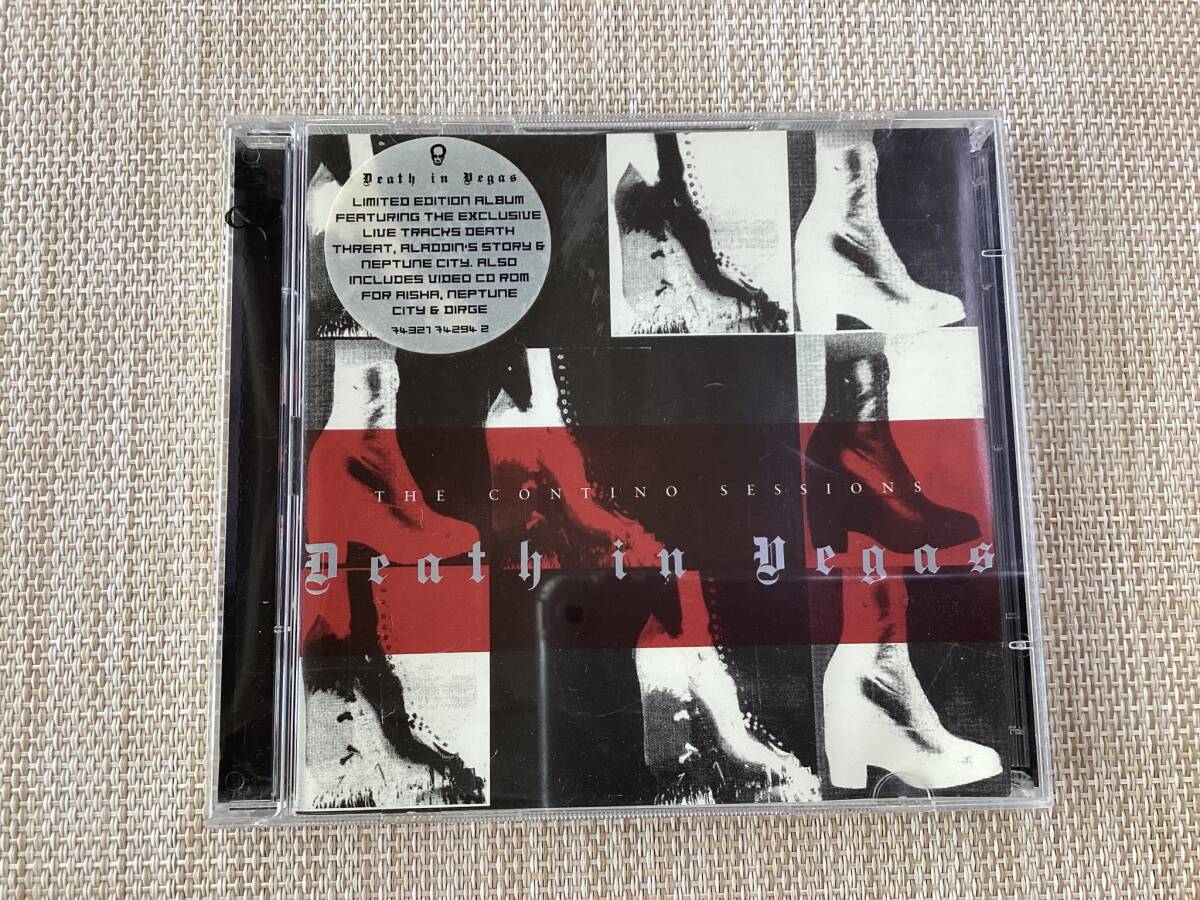 Death in Vegas
LIMITED EDITION ALBUM
FEATURING THE EXCLUSIVE
LIVE TRACKS DEATH
THREAT, ALADDIN'S STORY &
NEPTUNE CITY. ALSO
INCLUDES VIDEO CD ROM
FOR AISHA, NEPTUNE
CITY & DIRGE
74321 74294 2
THE CONTINO SESSIONS
Death in Vegas